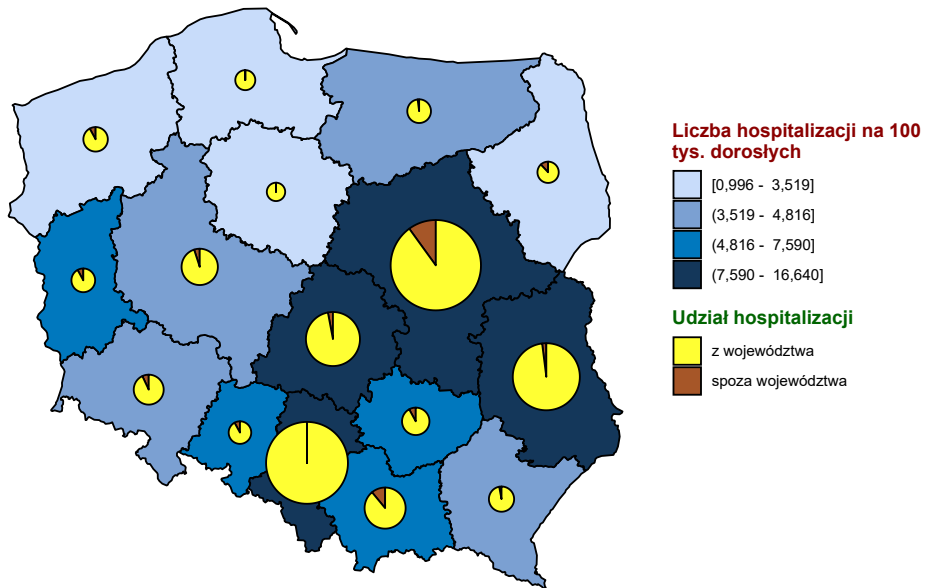 Liczba hospitalizacji na 100
tys. dorosłych
[0,996 - 3,519]
(3,519 - 4,816]
(4,816 - 7,590]
(7,590 - 16,640]
Udział hospitalizacji
z województwa
spoza województwa